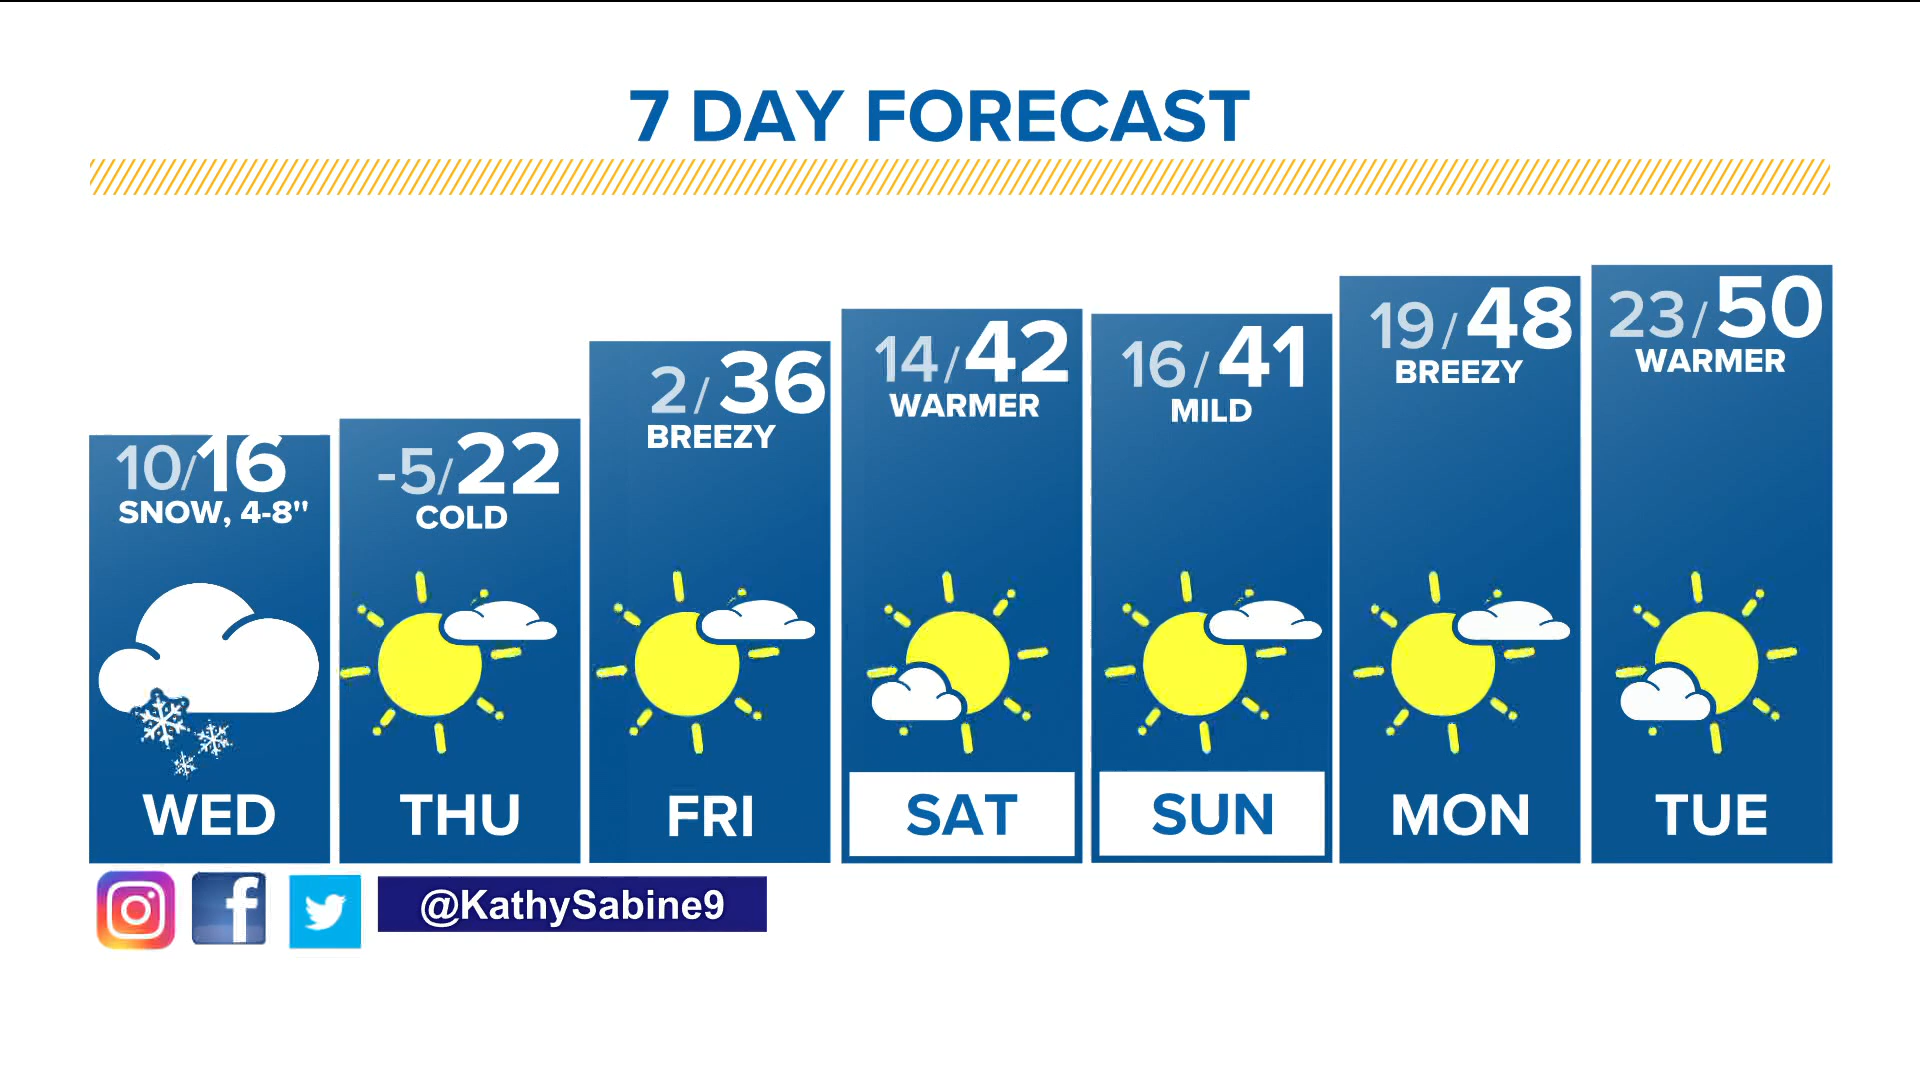 7 DAY FORECAST
10/16
SNOW, 4-8"
WED
-5/22
COLD
THU
2/36
BREEZY
FRI
14/42
WARMER
SAT
16/41
MILD
SUN
19/48
BREEZY
MON
23/50
WARMER
TUE
@KathySabine9